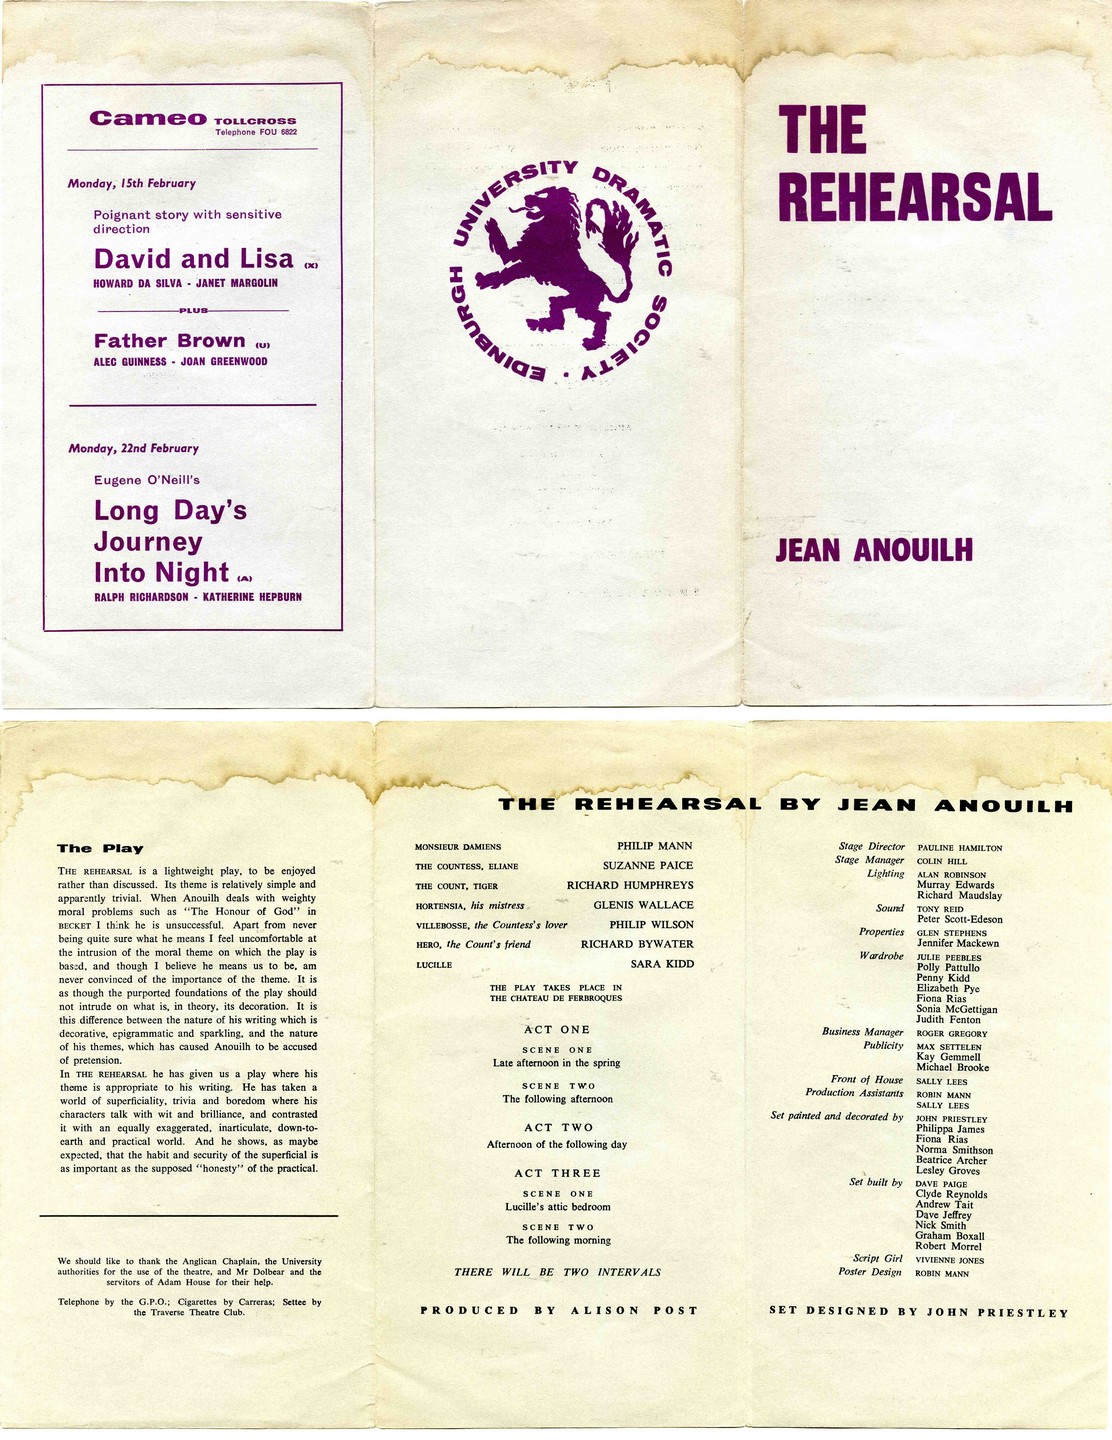 Cameo TOLLCROSS
Telephone FOU 6822
Monday, 15th February
Poignant story with sensitive
direction
David and Lisa (X)
HOWARD DA SILVA - JANET MARGOLIN
PLUS
Father Brown (U)
ALEC GUINNESS - JOAN GREENWOOD
Monday, 22nd February
Eugene O'Neill's
Long Day's
Journey
Into Night (A)
RALPH RICHARDSON - KATHERINE HEPBURN
EDINBURGH UNIVERSITY DRAMATIC SOCIETY ·
THE
REHEARSAL
JEAN ANOUILH
The Play
THE REHEARSAL is a lightweight play, to be enjoyed
rather than discussed. Its theme is relatively simple and
apparently trivial. When Anouilh deals with weighty
moral problems such as "The Honour of God" in
BECKET I think he is unsuccessful. Apart from never
being quite sure what he means I feel uncomfortable at
the intrusion of the moral theme on which the play is
based, and though I believe he means us to be, am
never convinced of the importance of the theme. It is
as though the purported foundations of the play should
not intrude on what is, in theory, its decoration. It is
this difference between the nature of his writing which is
decorative, epigrammatic and sparkling, and the nature
of his themes, which has caused Anouilh to be accused
of pretension.
In THE REHEARSAL he has given us a play where his
theme is appropriate to his writing. He has taken a
world of superficiality, trivia and boredom where his
characters talk with wit and brilliance, and contrasted
it with an equally exaggerated, inarticulate, down-to-
earth and practical world. And he shows, as maybe
expected, that the habit and security of the superficial is
as important as the supposed "honesty" of the practical.
We should like to thank the Anglican Chaplain, the University
authorities for the use of the theatre, and Mr Dolbear and the
servitors of Adam House for their help.
Telephone by the G.P.O.; Cigarettes by Carreras; Settee by
the Traverse Theatre Club.
THE REHEARSAL BY JEAN ANOUILH
MONSIEUR DAMIENS PHILIP MANN
THE COUNTESS, ELIANE SUZANNE PAICE
THE COUNT, TIGER RICHARD HUMPHREYS
HORTENSIA, his mistress GLENIS WALLACE
VILLEBOSSE, the Countess's lover PHILIP WILSON
HERO, the Count's friend RICHARD BYWATER
LUCILLE SARA KIDD
THE PLAY TAKES PLACE IN
THE CHATEAU DE FERBROQUES
ACT ONE
SCENE ONE
Late afternoon in the spring
SCENE TWO
The following afternoon
ACT TWO
Afternoon of the following day
ACT THREE
SCENE ONE
Lucille's attic bedroom
SCENE TWO
The following morning
THERE WILL BE TWO INTERVALS
PRODUCED BY ALISON POST
Stage Director PAULINE HAMILTON
Stage Manager COLIN HILL
Lighting ALAN ROBINSON
Murray Edwards
Richard Maudslay
Sound TONY REID
Peter Scott-Edeson
Properties GLEN STEPHENS
Jennifer Mackewn
Wardrobe JULIE PEEBLES
Polly Pattullo
Penny Kidd
Elizabeth Pye
Fiona Rias
Sonia McGettigan
Judith Fenton
Business Manager ROGER GREGORY
Publicity MAX SETTELEN
Kay Gemmell
Michael Brooke
Front of House SALLY LEES
Production Assistants ROBIN MANN
SALLY LEES
Set painted and decorated by JOHN PRIESTLEY
Philippa James
Fiona Rias
Norma Smithson
Beatrice Archer
Lesley Groves
Set built by DAVE PAIGE
Clyde Reynolds
Andrew Tait
Dave Jeffrey
Nick Smith
Graham Boxall
Robert Morrel
Script Girl VIVIENNE JONES
Poster Design ROBIN MANN
SET DESIGNED BY JOHN PRIESTLEY